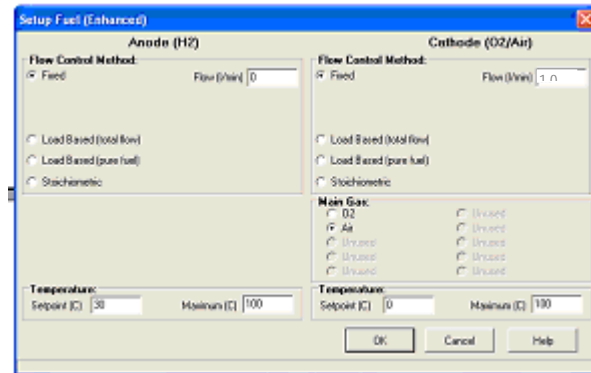 Setup Fuel (Enhanced)
Anode (H2)
Flow Control Method:
Fixed Flow (l/min) 0
Load Based (total flow)
Load Based (pure fuel)
Stoichiometric
Temperature:
Setpoint (C) 30 Maximum (C) 100
Cathode (O2/Air)
Flow Control Method:
Fixed Flow (l/min) 1.0
Load Based (total flow)
Load Based (pure fuel)
Stoichiometric
Main Gas:
O2 Unused
Air Unused
Unused Unused
Unused Unused
Unused Unused
Temperature:
Setpoint (C) 0 Maximum (C) 100
OK Cancel Help